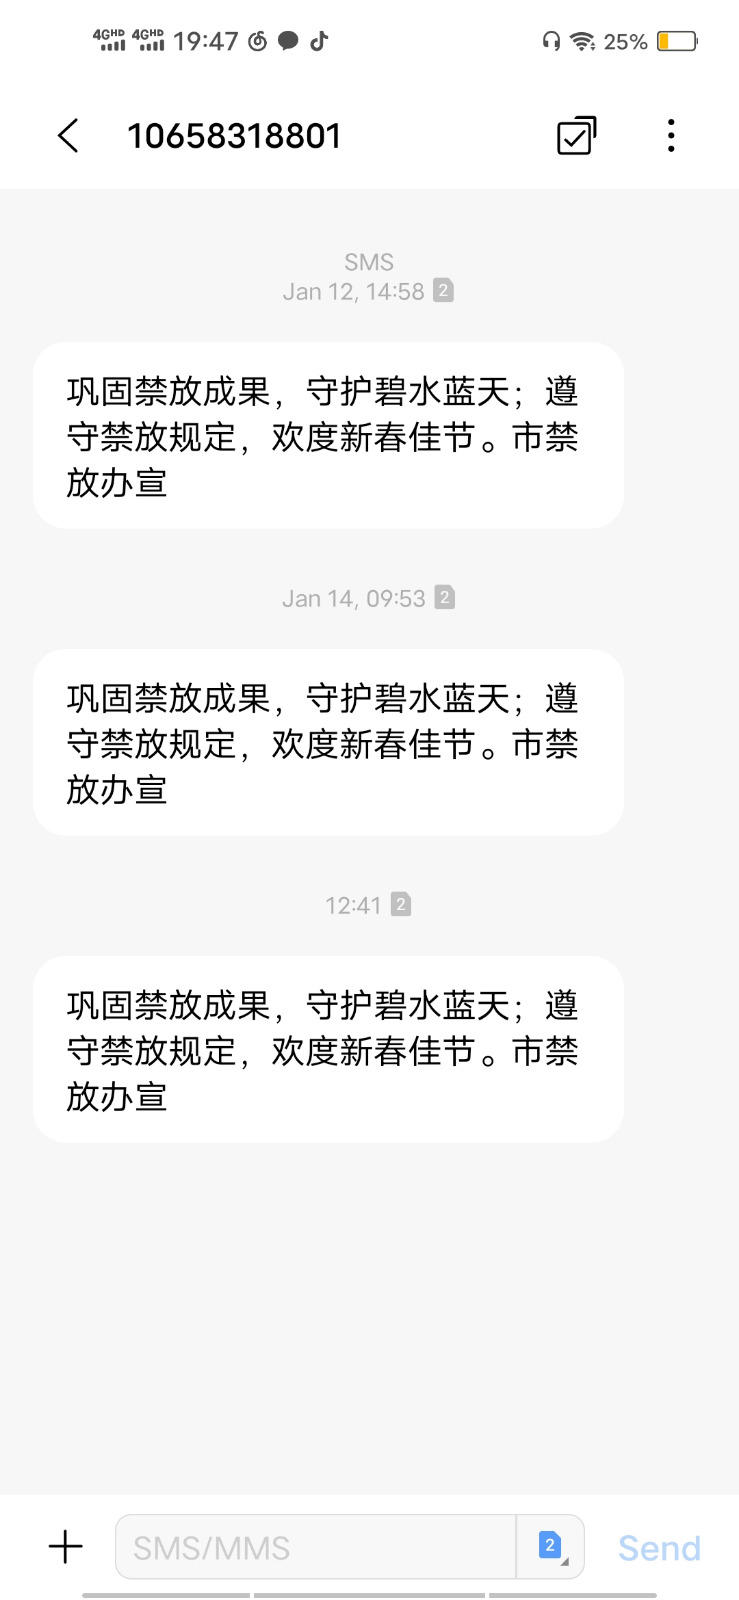 4GHD 4GHD 19:47 25%
10658318801
SMS
Jan 12, 14:58 2
巩固禁放成果，守护碧水蓝天；遵
守禁放规定，欢度新春佳节。市禁
放办宣
Jan 14, 09:53 2
巩固禁放成果，守护碧水蓝天；遵
守禁放规定，欢度新春佳节。市禁
放办宣
12:41 2
巩固禁放成果，守护碧水蓝天；遵
守禁放规定，欢度新春佳节。市禁
放办宣
SMS/MMS 2 Send